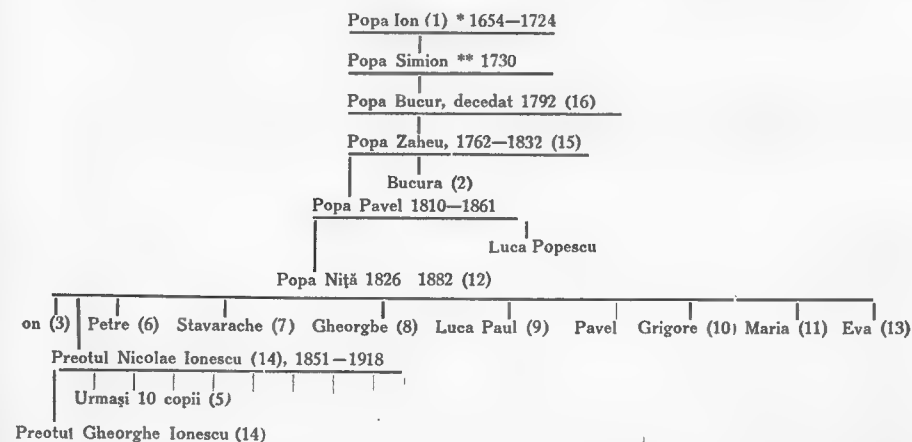 Popa Ion (1) * 1654—1724
Popa Simion ** 1730
Popa Bucur, decedat 1792 (16)
Popa Zaheu, 1762—1832 (15)
Bucura (2)
Popa Pavel 1810—1861
Luca Popescu
Popa Niță 1826 1882 (12)
on (3) Petre (6) Stavarache (7) Gheorghe (8) Luca Paul (9) Pavel Grigore (10) Maria (11) Eva (13)
Preotul Nicolae Ionescu (14), 1851—1918
Urmași 10 copii (5)
Preotul Gheorghe Ionescu (14)